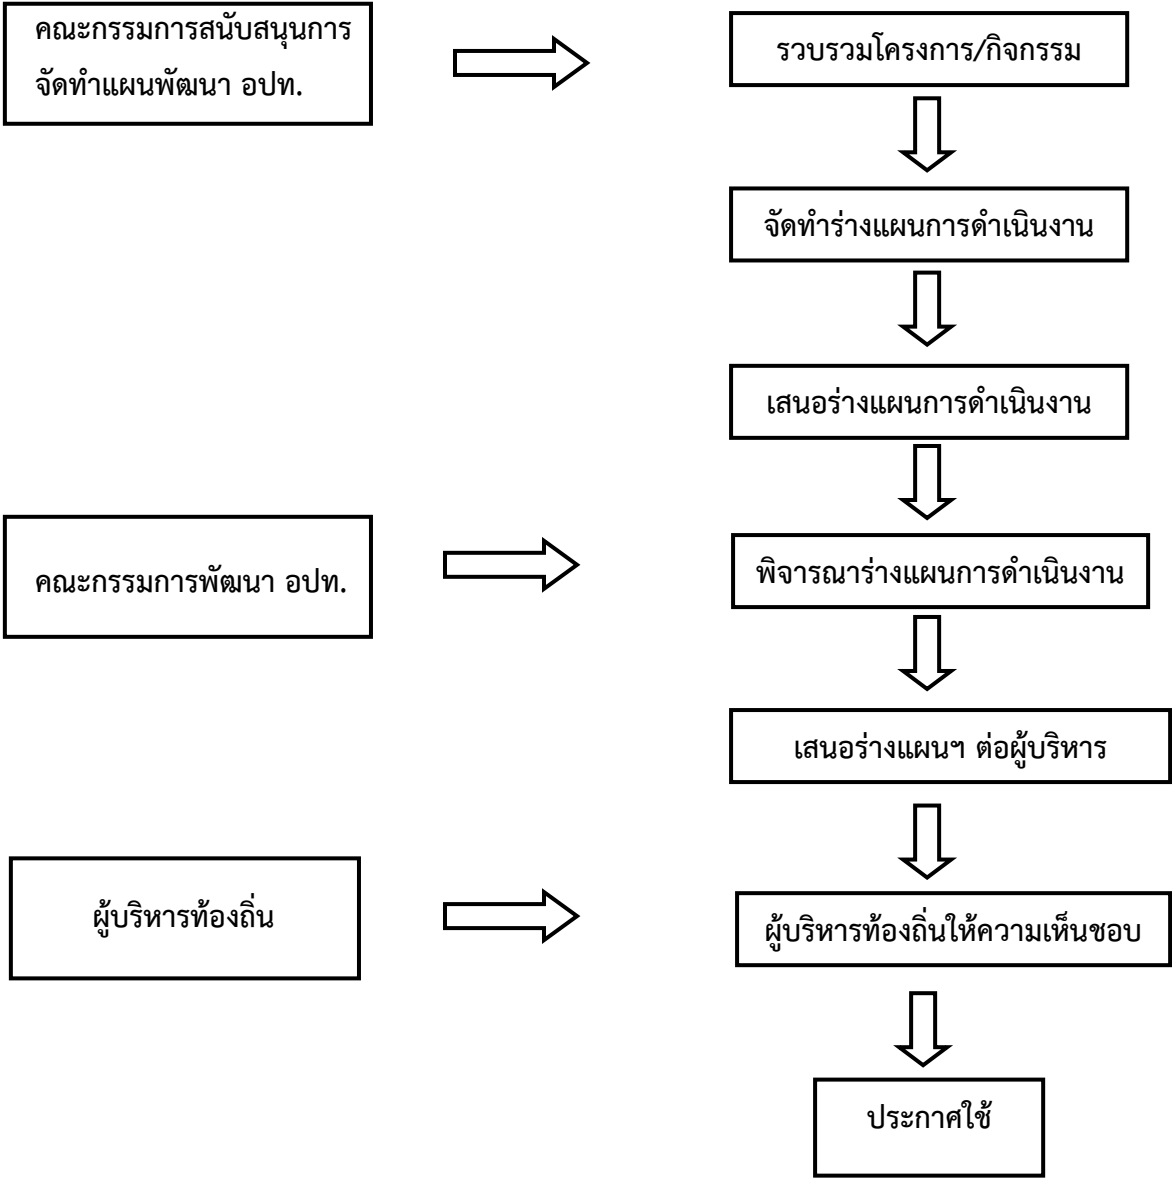 คณะกรรมการสนับสนุนการ
จัดทำแผนพัฒนา อปท.
รวบรวมโครงการ/กิจกรรม
จัดทำร่างแผนการดำเนินงาน
เสนอร่างแผนการดำเนินงาน
คณะกรรมการพัฒนา อปท.
พิจารณาร่างแผนการดำเนินงาน
เสนอร่างแผนฯ ต่อผู้บริหาร
ผู้บริหารท้องถิ่น
ผู้บริหารท้องถิ่นให้ความเห็นชอบ
ประกาศใช้